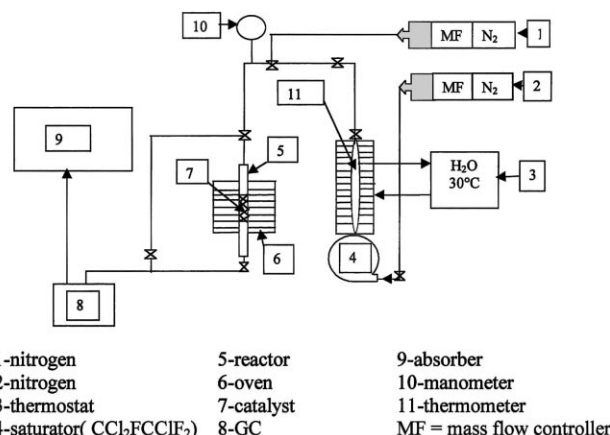 10
MF N₂ 1
MF N₂ 2
11
9
5
7
H₂O
30°C
3
4
6
8
-nitrogen 5-reactor 9-absorber
2-nitrogen 6-oven 10-manometer
3-thermostat 7-catalyst 11-thermometer
4-saturator( CCl₂FCClF₂) 8-GC MF = mass flow controller